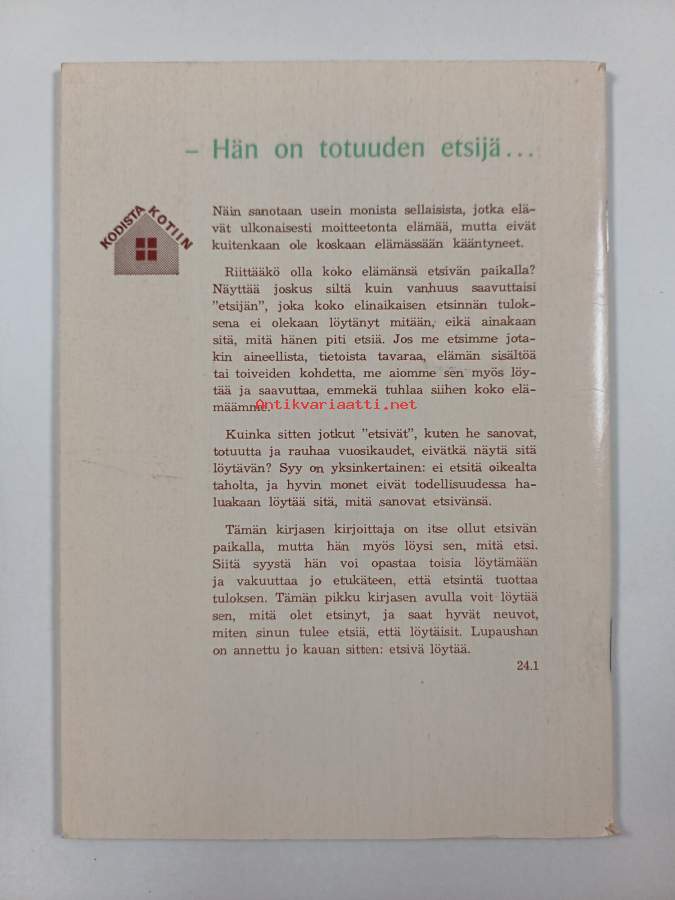 – Hän on totuuden etsijä...
KODISTA KOTIIN
Näin sanotaan usein monista sellaisista, jotka elä-
vät ulkonaisesti moitteetonta elämää, mutta eivät
kuitenkaan ole koskaan elämässään kääntyneet.
Riittääkö olla koko elämänsä etsivän paikalla?
Näyttää joskus siltä kuin vanhuus saavuttaisi
"etsijän", joka koko elinaikaisen etsinnän tulok-
sena ei olekaan löytänyt mitään, eikä ainakaan
sitä, mitä hänen piti etsiä. Jos me etsimme jota-
kin aineellista, tietoista tavaraa, elämän sisältöä
tai toiveiden kohdetta, me aiomme sen myös löy-
tää ja saavuttaa, emmekä tuhlaa siihen koko elä-
määmme.
Antikvariaatti.net
Kuinka sitten jotkut "etsivät", kuten he sanovat,
totuutta ja rauhaa vuosikaudet, eivätkä näytä sitä
löytävän? Syy on yksinkertainen: ei etsitä oikealta
taholta, ja hyvin monet eivät todellisuudessa ha-
luakaan löytää sitä, mitä sanovat etsivänsä.
Tämän kirjasen kirjoittaja on itse ollut etsivän
paikalla, mutta hän myös löysi sen, mitä etsi.
Siitä syystä hän voi opastaa toisia löytämään
ja vakuuttaa jo etukäteen, että etsintä tuottaa
tuloksen. Tämän pikku kirjasen avulla voit löytää
sen, mitä olet etsinyt, ja saat hyvät neuvot,
miten sinun tulee etsiä, että löytäisit. Lupaushan
on annettu jo kauan sitten: etsivä löytää.
24.1